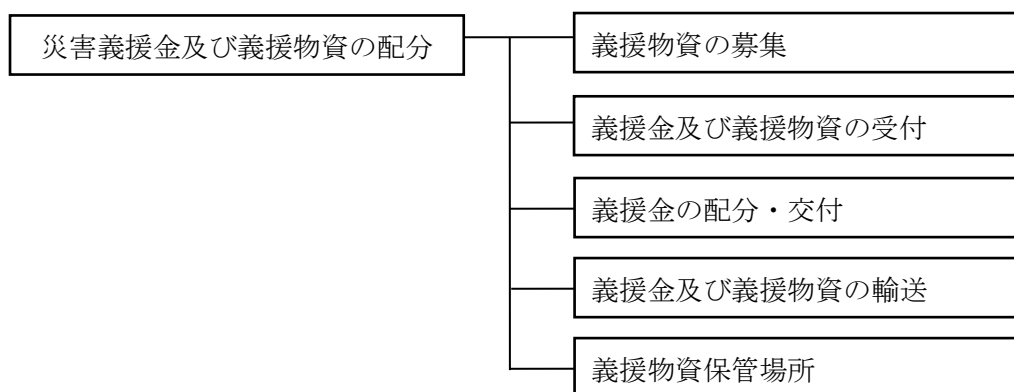 災害義援金及び義援物資の配分
義援物資の募集
義援金及び義援物資の受付
義援金の配分・交付
義援金及び義援物資の輸送
義援物資保管場所